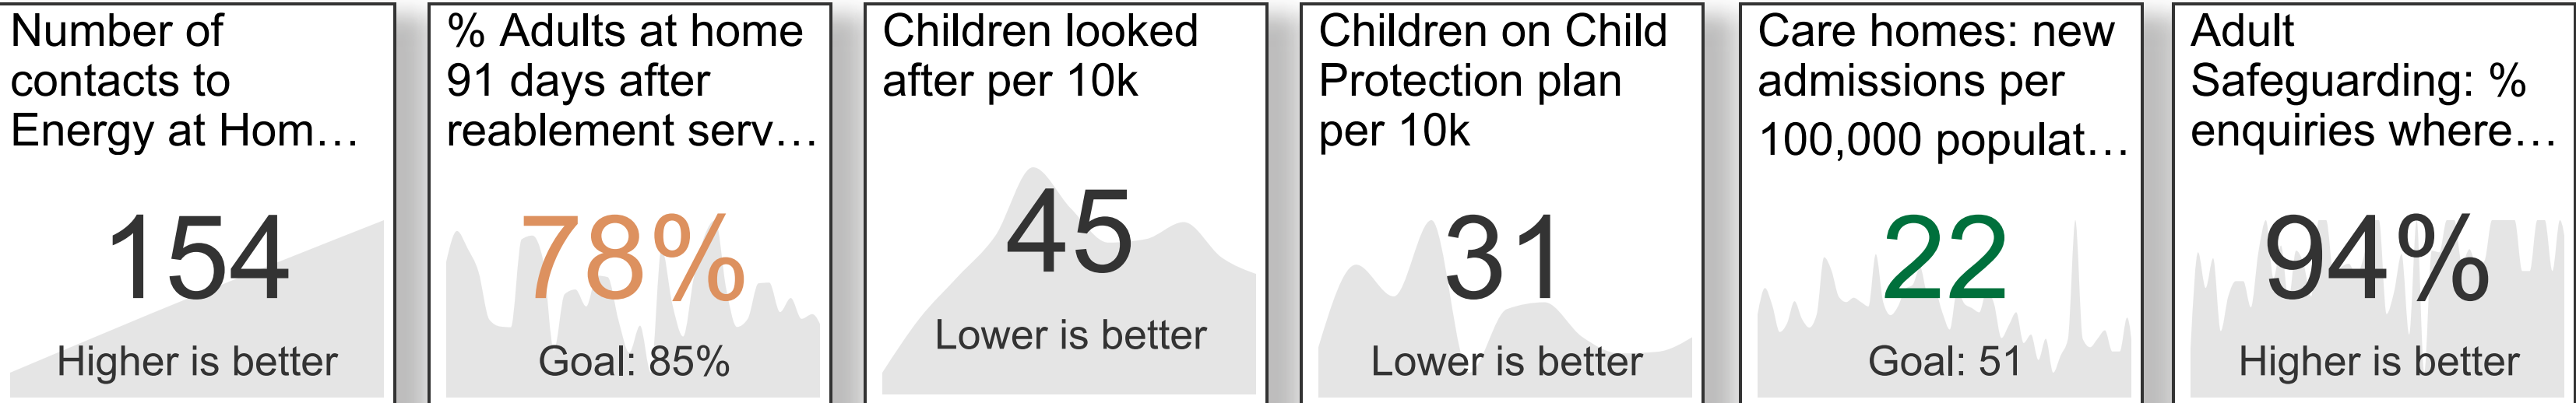 Number of
contacts to
Energy at Hom…
154
Higher is better
% Adults at home
91 days after
reablement serv…
78%
Goal: 85%
Children looked
after per 10k
45
Lower is better
Children on Child
Protection plan
per 10k
31
Lower is better
Care homes: new
admissions per
100,000 populat…
22
Goal: 51
Adult
Safeguarding: %
enquiries where…
94%
Higher is better